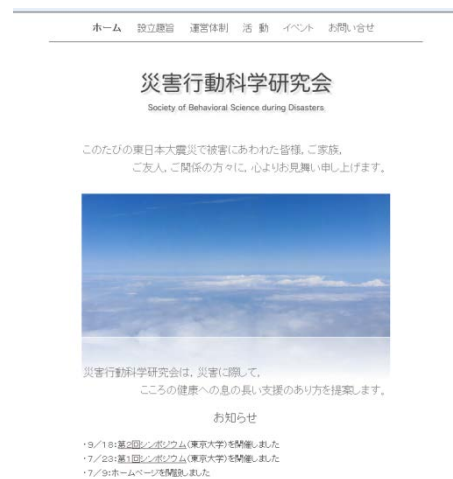 ホーム 設立趣旨 運営体制 活 動 イベント お問い合せ
災害行動科学研究会
Society of Behavioral Science during Disasters
このたびの東日本大震災で被害にあわれた皆様, ご家族,
ご友人, ご関係の方々に, 心よりお見舞い申し上げます。
災害行動科学研究会は, 災害に際して,
こころの健康への息の長い支援のあり方を提案します。
お知らせ
・9/18:第2回シンポジウム(東京大学)を開催しました
・7/23:第1回シンポジウム(東京大学)を開催しました
・7/9:ホームページを開設しました